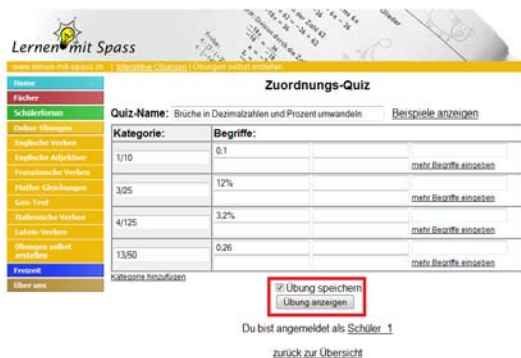 Lernen mit Spass
www.lernen-mit-spass.ch | Interaktive Übungen | Übungen selbst erstellen
Home
Fächer
Schülerforum
Online-Übungen
Englische Verben
Englische Adjektive
Französische Verben
Mathe: Gleichungen
Geo-Test
Italienische Verben
Latein-Verben
Übungen selbst
erstellen
Freizeit
Über uns
Zuordnungs-Quiz
Quiz-Name: Brüche in Dezimalzahlen und Prozent umwandeln Beispiele anzeigen
Kategorie: Begriffe:
1/10 0,1
mehr Begriffe eingeben
3/25 12%
mehr Begriffe eingeben
4/125 3,2%
mehr Begriffe eingeben
13/50 0,26
mehr Begriffe eingeben
Kategorie hinzufügen
Übung speichern
Übung anzeigen
Du bist angemeldet als Schüler_1
zurück zur Übersicht